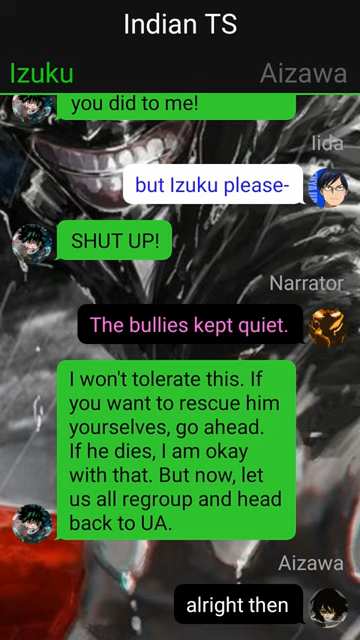 Indian TS
Izuku
Aizawa
you did to me!
Iida
but Izuku please-
SHUT UP!
Narrator
The bullies kept quiet.
I won't tolerate this. If
you want to rescue him
yourselves, go ahead.
If he dies, I am okay
with that. But now, let
us all regroup and head
back to UA.
Aizawa
alright then